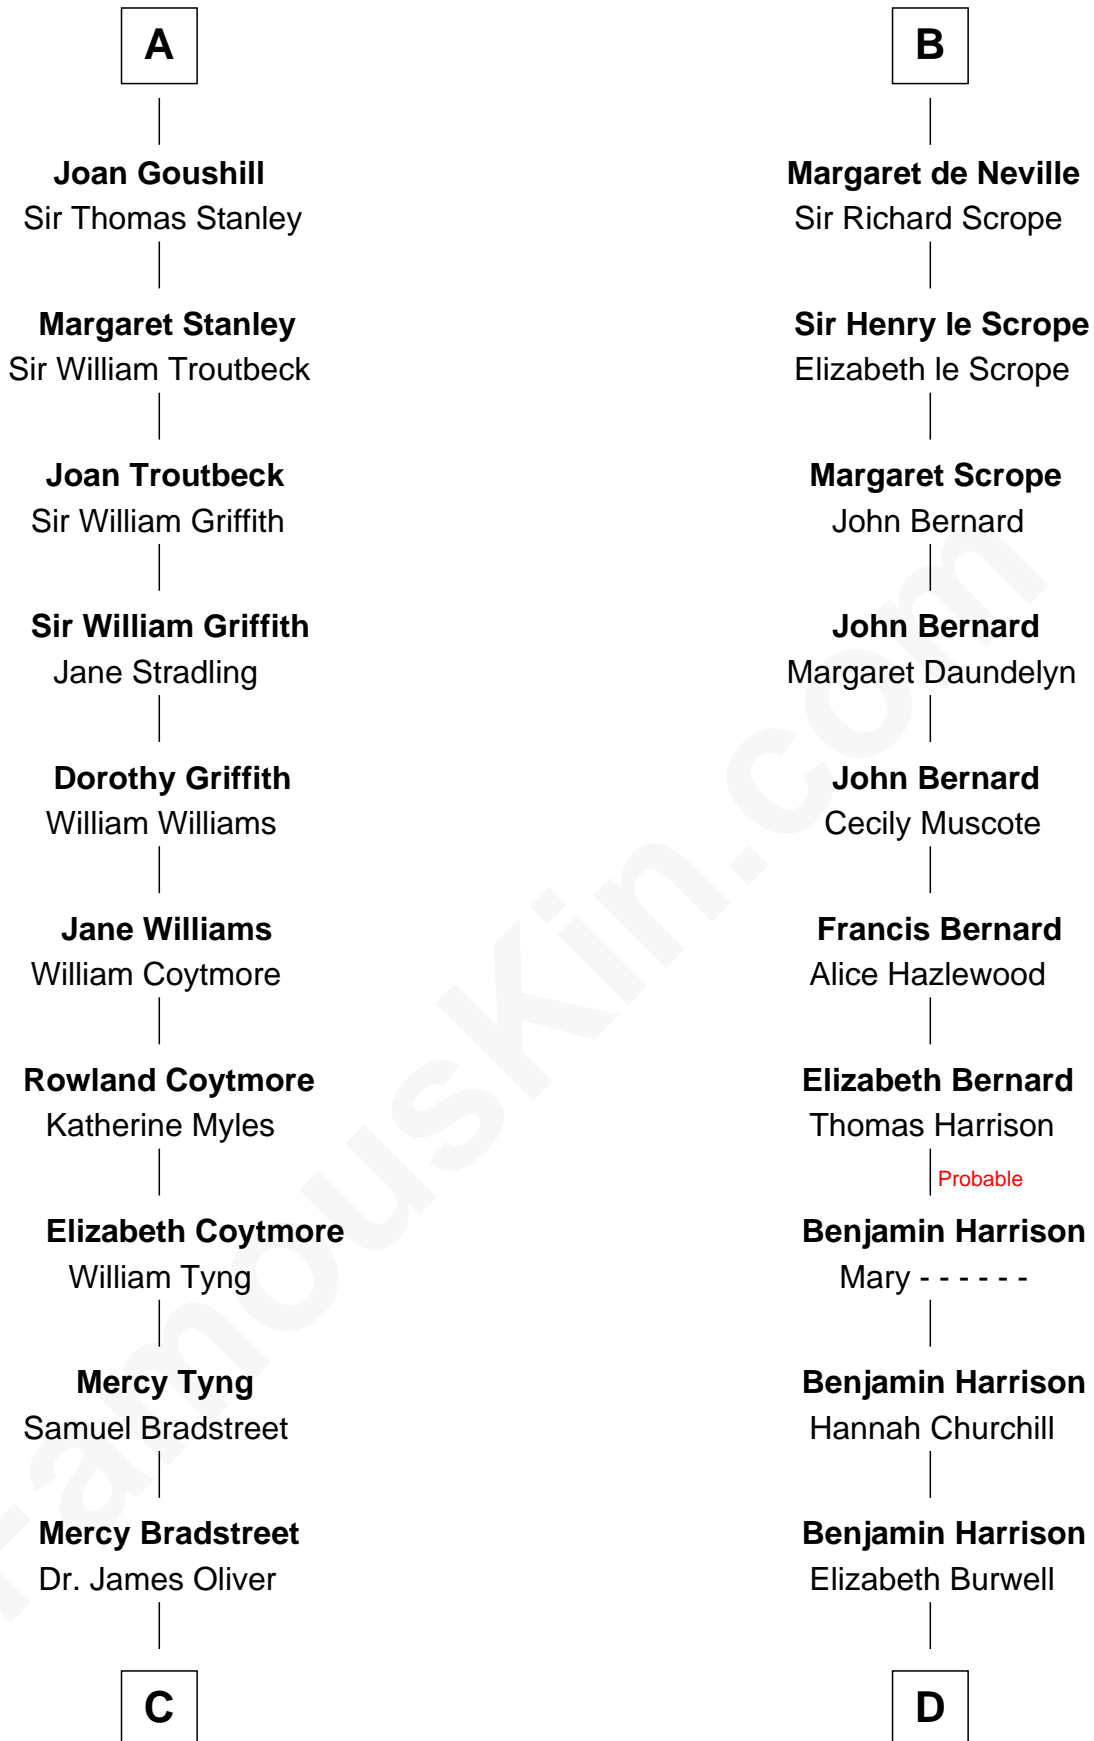 A
Joan Goushill
Sir Thomas Stanley
Margaret Stanley
Sir William Troutbeck
Joan Troutbeck
Sir William Griffith
Sir William Griffith
Jane Stradling
Dorothy Griffith
William Williams
Jane Williams
William Coytmore
Rowland Coytmore
Katherine Myles
Elizabeth Coytmore
William Tyng
Mercy Tyng
Samuel Bradstreet
Mercy Bradstreet
Dr. James Oliver
C
B
Margaret de Neville
Sir Richard Scrope
Sir Henry le Scrope
Elizabeth le Scrope
Margaret Scrope
John Bernard
John Bernard
Margaret Daundelyn
John Bernard
Cecily Muscote
Francis Bernard
Alice Hazlewood
Elizabeth Bernard
Thomas Harrison
Probable
Benjamin Harrison
Mary - - - - - -
Benjamin Harrison
Hannah Churchill
Benjamin Harrison
Elizabeth Burwell
D
FamousKin.com